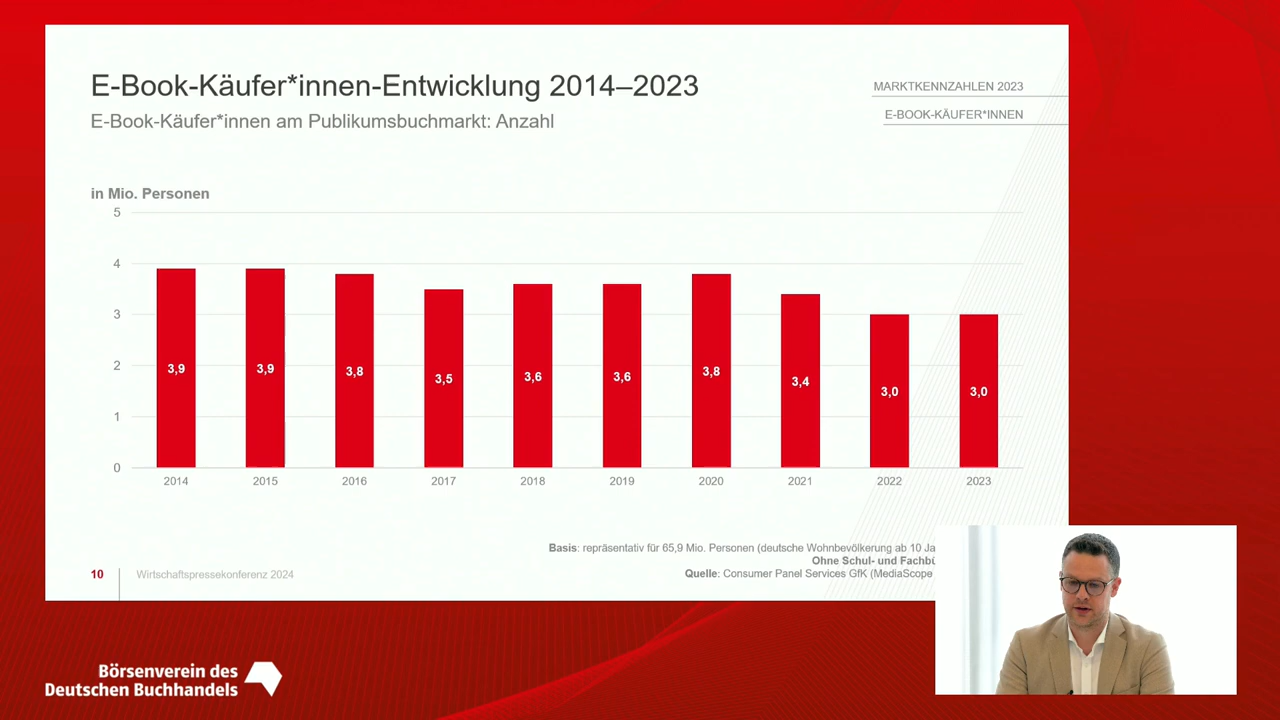 E-Book-Käufer*innen-Entwicklung 2014–2023
E-Book-Käufer*innen am Publikumsbuchmarkt: Anzahl
MARKTKENNZAHLEN 2023
E-BOOK-KÄUFER*INNEN
in Mio. Personen
5
4
3
2
1
0
3,9
3,9
3,8
3,5
3,6
3,6
3,8
3,4
3,0
3,0
2014
2015
2016
2017
2018
2019
2020
2021
2022
2023
Basis: repräsentativ für 65,9 Mio. Personen (deutsche Wohnbevölkerung ab 10
Ohne Schul- und
Quelle: Consumer Panel Services GfK (MediaScope
10
Wirtschaftspressekonferenz 2024
Börsenverein des
Deutschen Buchhandels